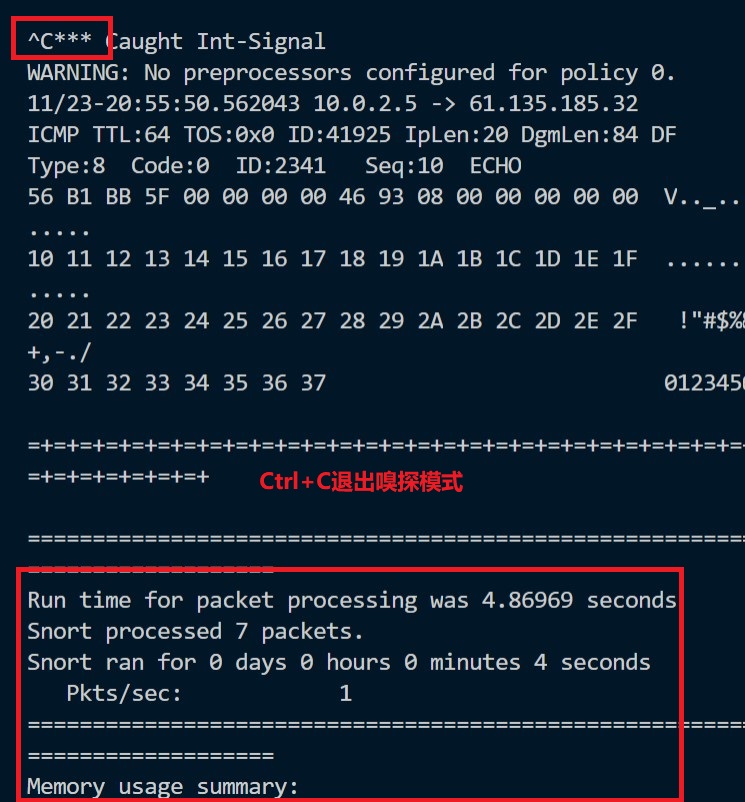 ^C*** Caught Int-Signal
WARNING: No preprocessors configured for policy 0.
11/23-20:55:50.562043 10.0.2.5 -> 61.135.185.32
ICMP TTL:64 TOS:0x0 ID:41925 IpLen:20 DgmLen:84 DF
Type:8  Code:0  ID:2341   Seq:10  ECHO
56 B1 BB 5F 00 00 00 00 46 93 08 00 00 00 00 00  V.._..
.....
10 11 12 13 14 15 16 17 18 19 1A 1B 1C 1D 1E 1F  ......
.....
20 21 22 23 24 25 26 27 28 29 2A 2B 2C 2D 2E 2F   !"#$%
+,-./
30 31 32 33 34 35 36 37                          012345
=+=+=+=+=+=+=+=+=+=+=+=+=+=+=+=+=+=+=+=+=+=+=+=+=+=+=+=
=+=+=+=+=+=+=+
Ctrl+C退出嗅探模式
=======================================================
===================
Run time for packet processing was 4.86969 seconds
Snort processed 7 packets.
Snort ran for 0 days 0 hours 0 minutes 4 seconds
   Pkts/sec:            1
=======================================================
===================
Memory usage summary: